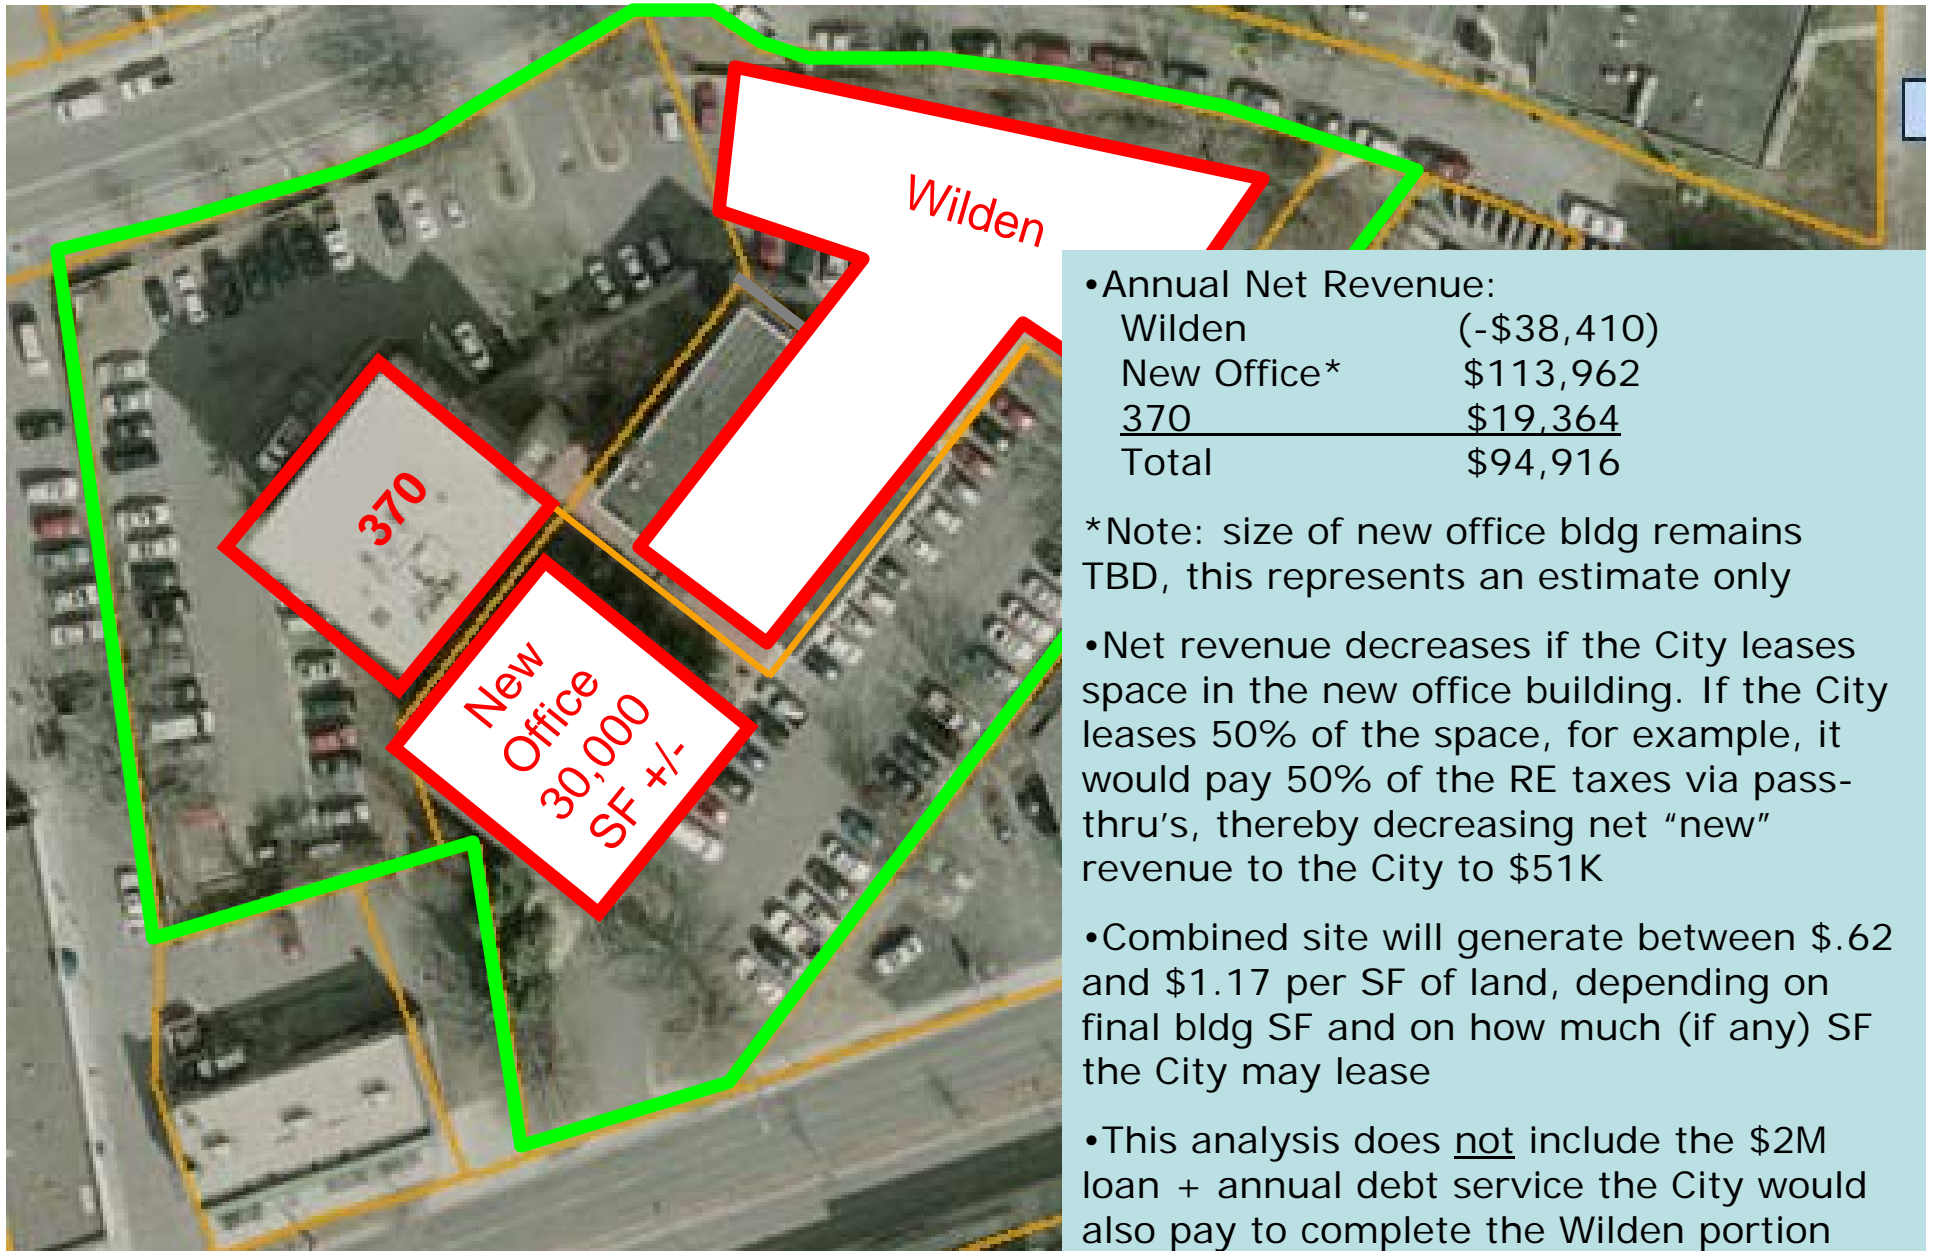 Wilden
370
New
Office
30,000
SF +/-
•Annual Net Revenue:
Wilden (-$38,410)
New Office* $113,962
370 $19,364
Total $94,916
*Note: size of new office bldg remains
TBD, this represents an estimate only
•Net revenue decreases if the City leases
space in the new office building. If the City
leases 50% of the space, for example, it
would pay 50% of the RE taxes via pass-
thru’s, thereby decreasing net “new”
revenue to the City to $51K
•Combined site will generate between $.62
and $1.17 per SF of land, depending on
final bldg SF and on how much (if any) SF
the City may lease
•This analysis does not include the $2M
loan + annual debt service the City would
also pay to complete the Wilden portion